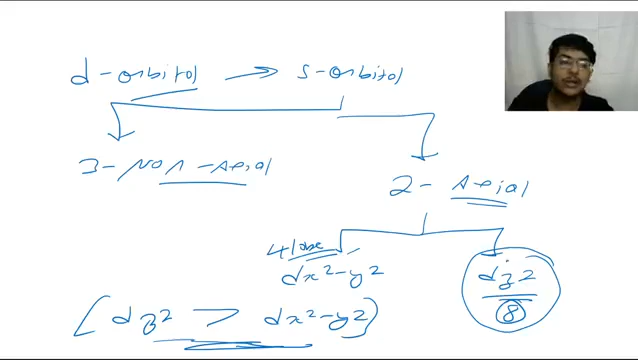 d-orbital → 5-orbital
3- Non-Axial
2- Axial
4 lobe
dx²-y²
dz²
8
[dz² > dx²-y²]